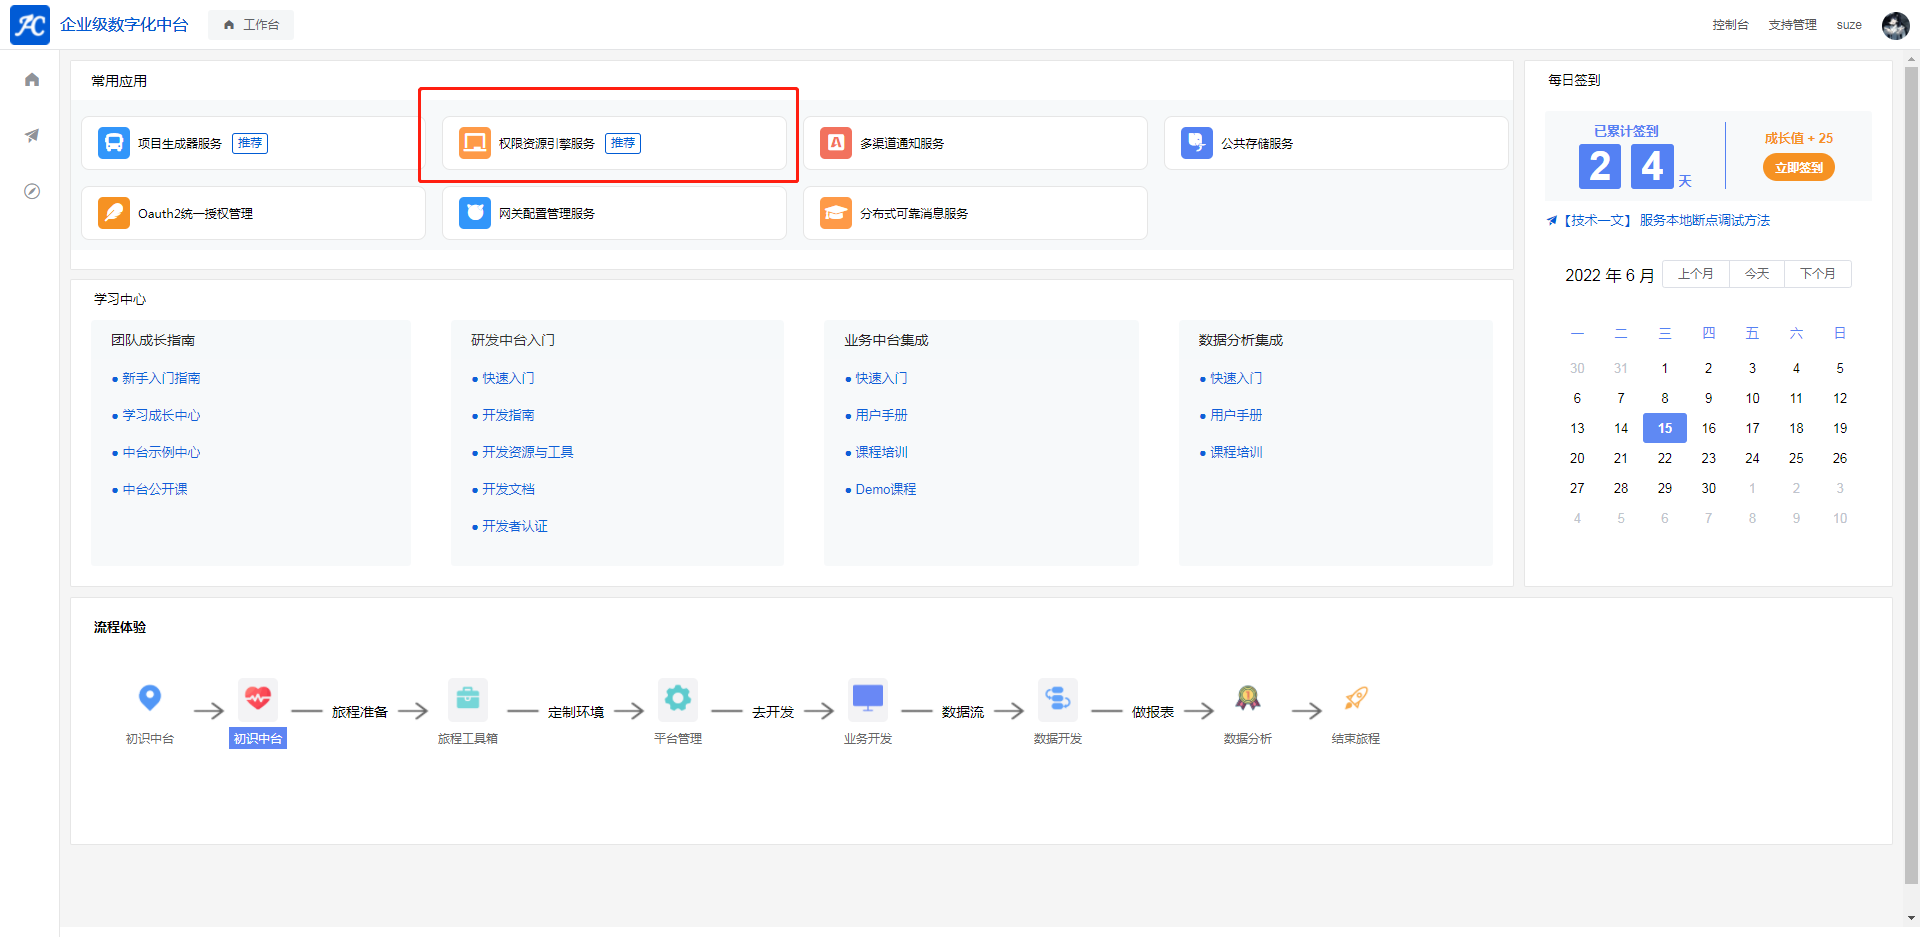 企业级数字化中台
工作台
控制台 支持管理 suze
常用应用
项目生成器服务 推荐
权限资源引擎服务 推荐
多渠道通知服务
公共存储服务
Oauth2统一授权管理
网关配置管理服务
分布式可靠消息服务
学习中心
团队成长指南
新手入门指南
学习成长中心
中台示例中心
中台公开课
研发中台入门
快速入门
开发指南
开发资源与工具
开发文档
开发者认证
业务中台集成
快速入门
用户手册
课程培训
Demo课程
数据分析集成
快速入门
用户手册
课程培训
每日签到
已累计签到
2 4 天
成长值 + 25
立即签到
【技术一文】 服务本地断点调试方法
2022 年 6 月 上个月 今天 下个月
一 二 三 四 五 六 日
30 31 1 2 3 4 5
6 7 8 9 10 11 12
13 14 15 16 17 18 19
20 21 22 23 24 25 26
27 28 29 30 1 2 3
4 5 6 7 8 9 10
流程体验
旅程准备 定制环境 去开发 数据流 做报表
初识中台 初识中台 旅程工具箱 平台管理 业务开发 数据开发 数据分析 结束旅程